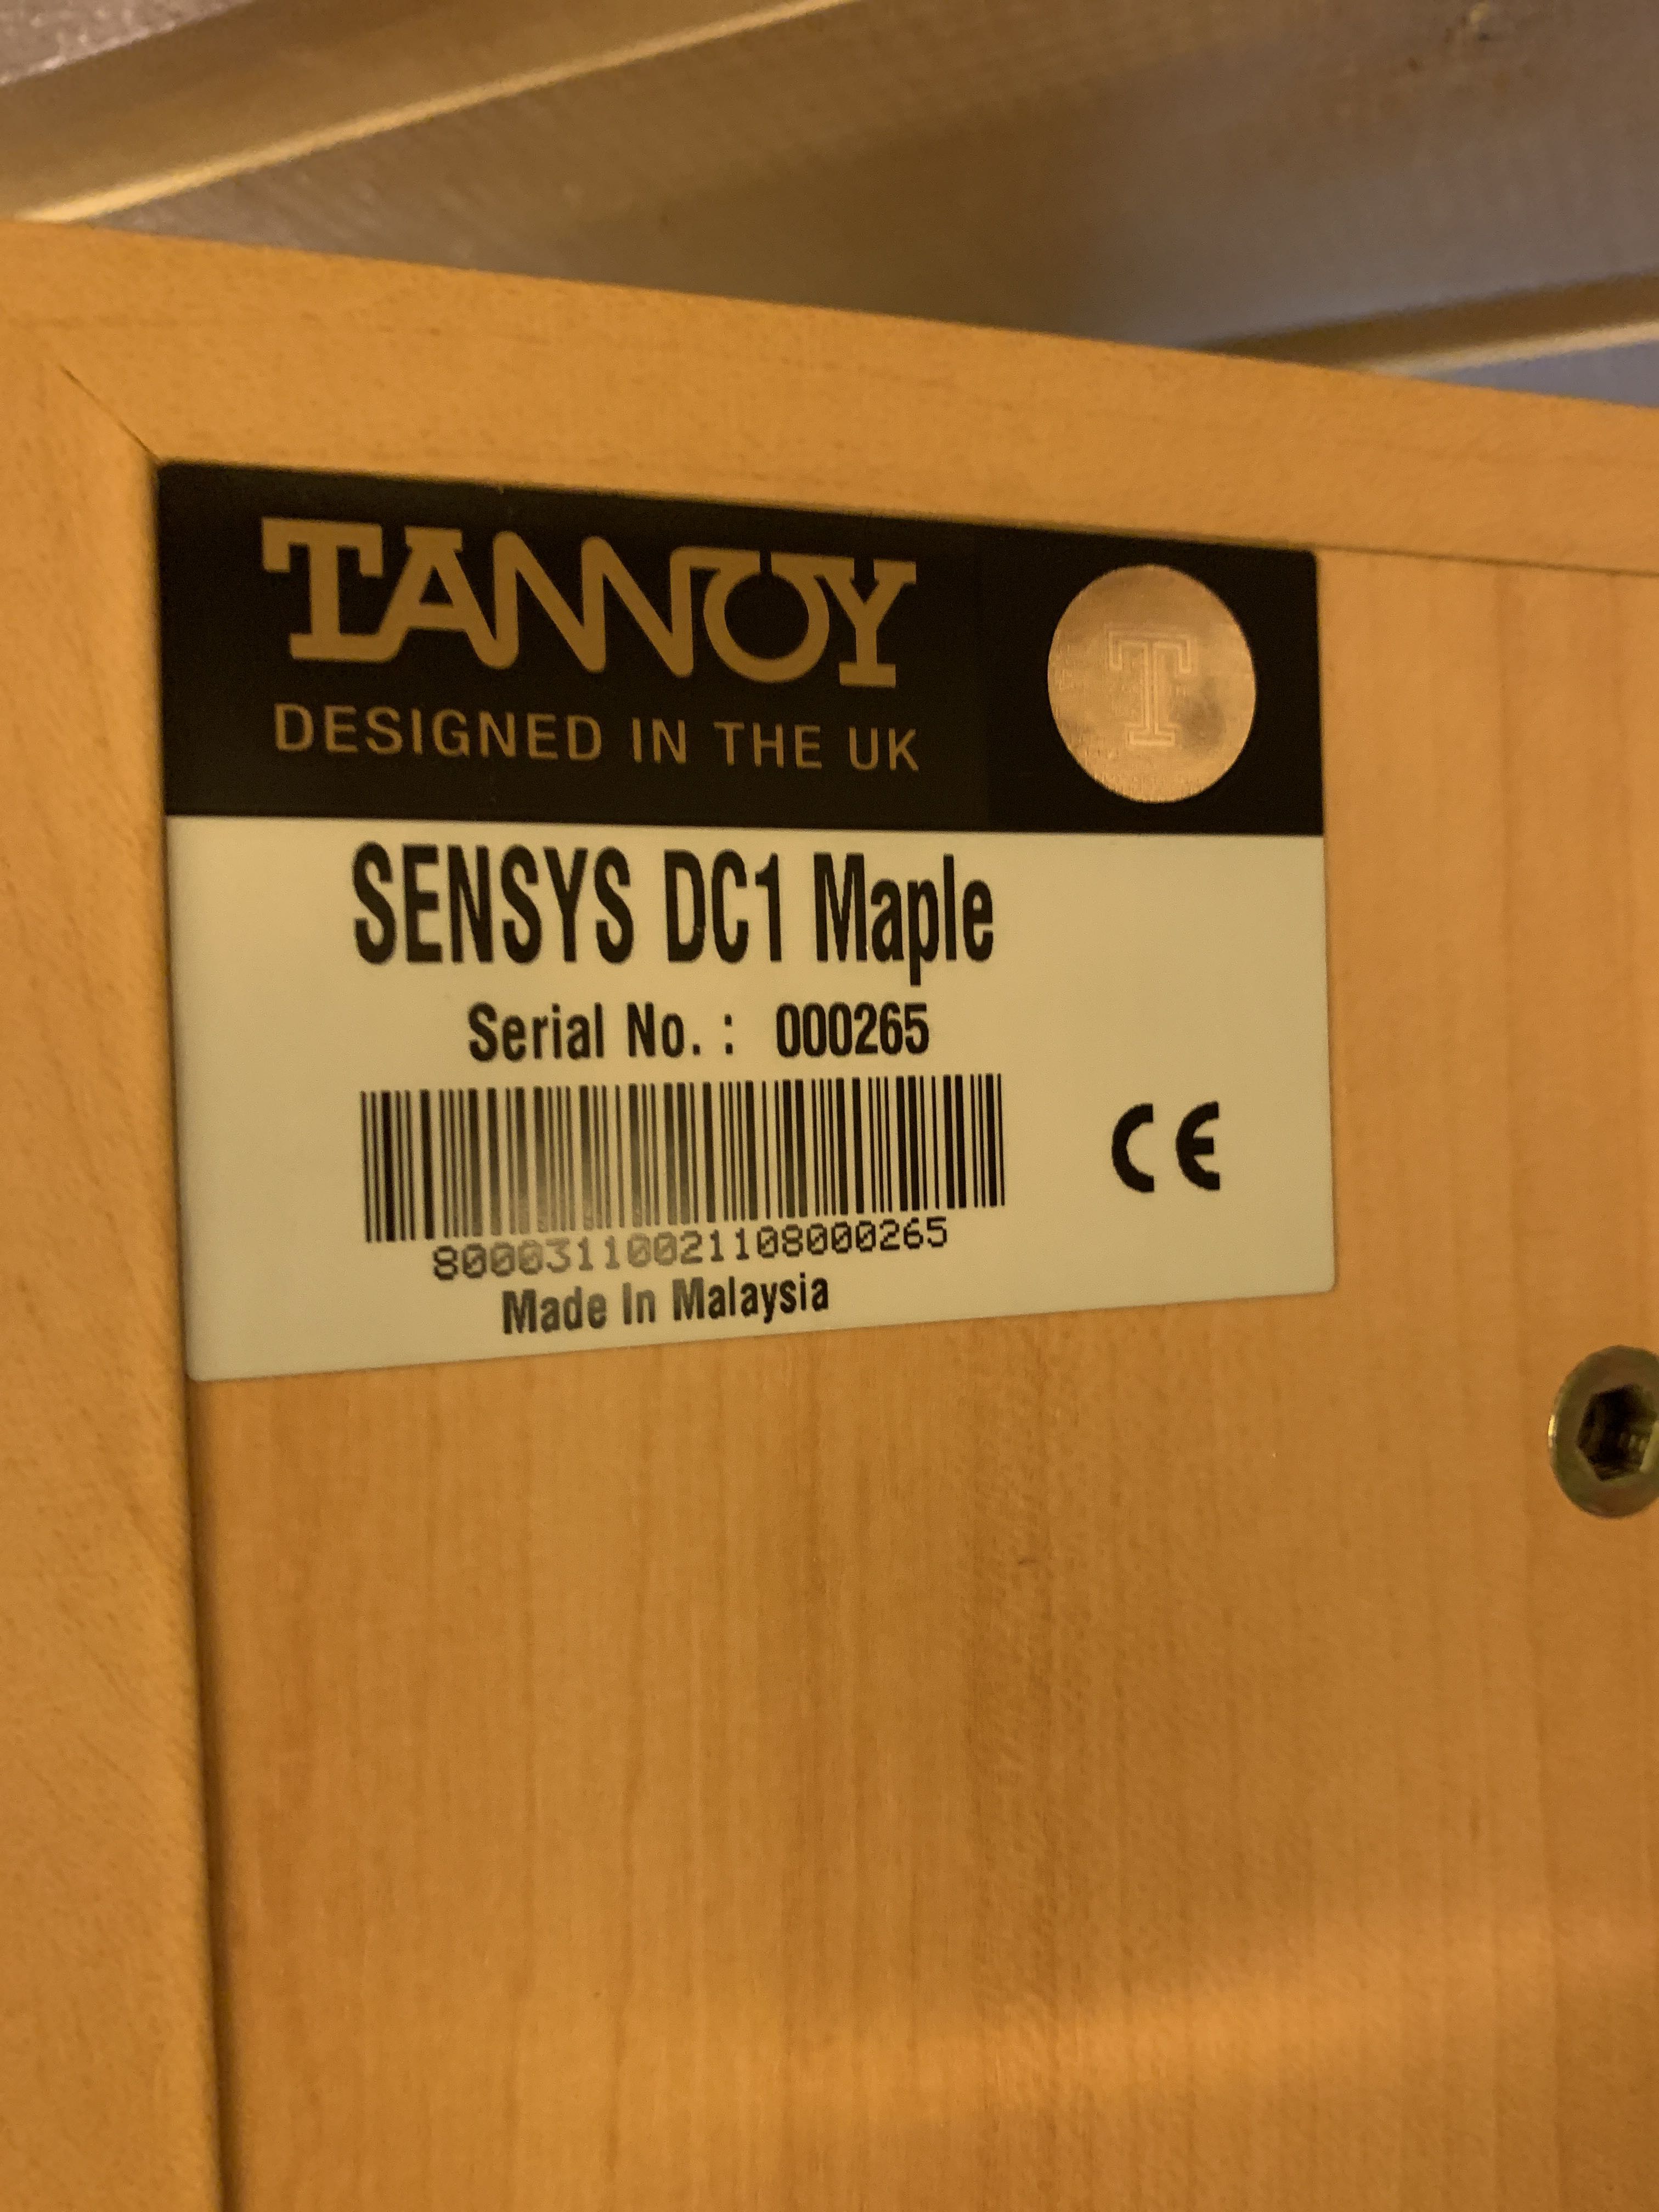 TANNOY
DESIGNED IN THE UK
T
SENSYS DC1 Maple
Serial No. : 000265
80003110021108000265
Made In Malaysia
CE